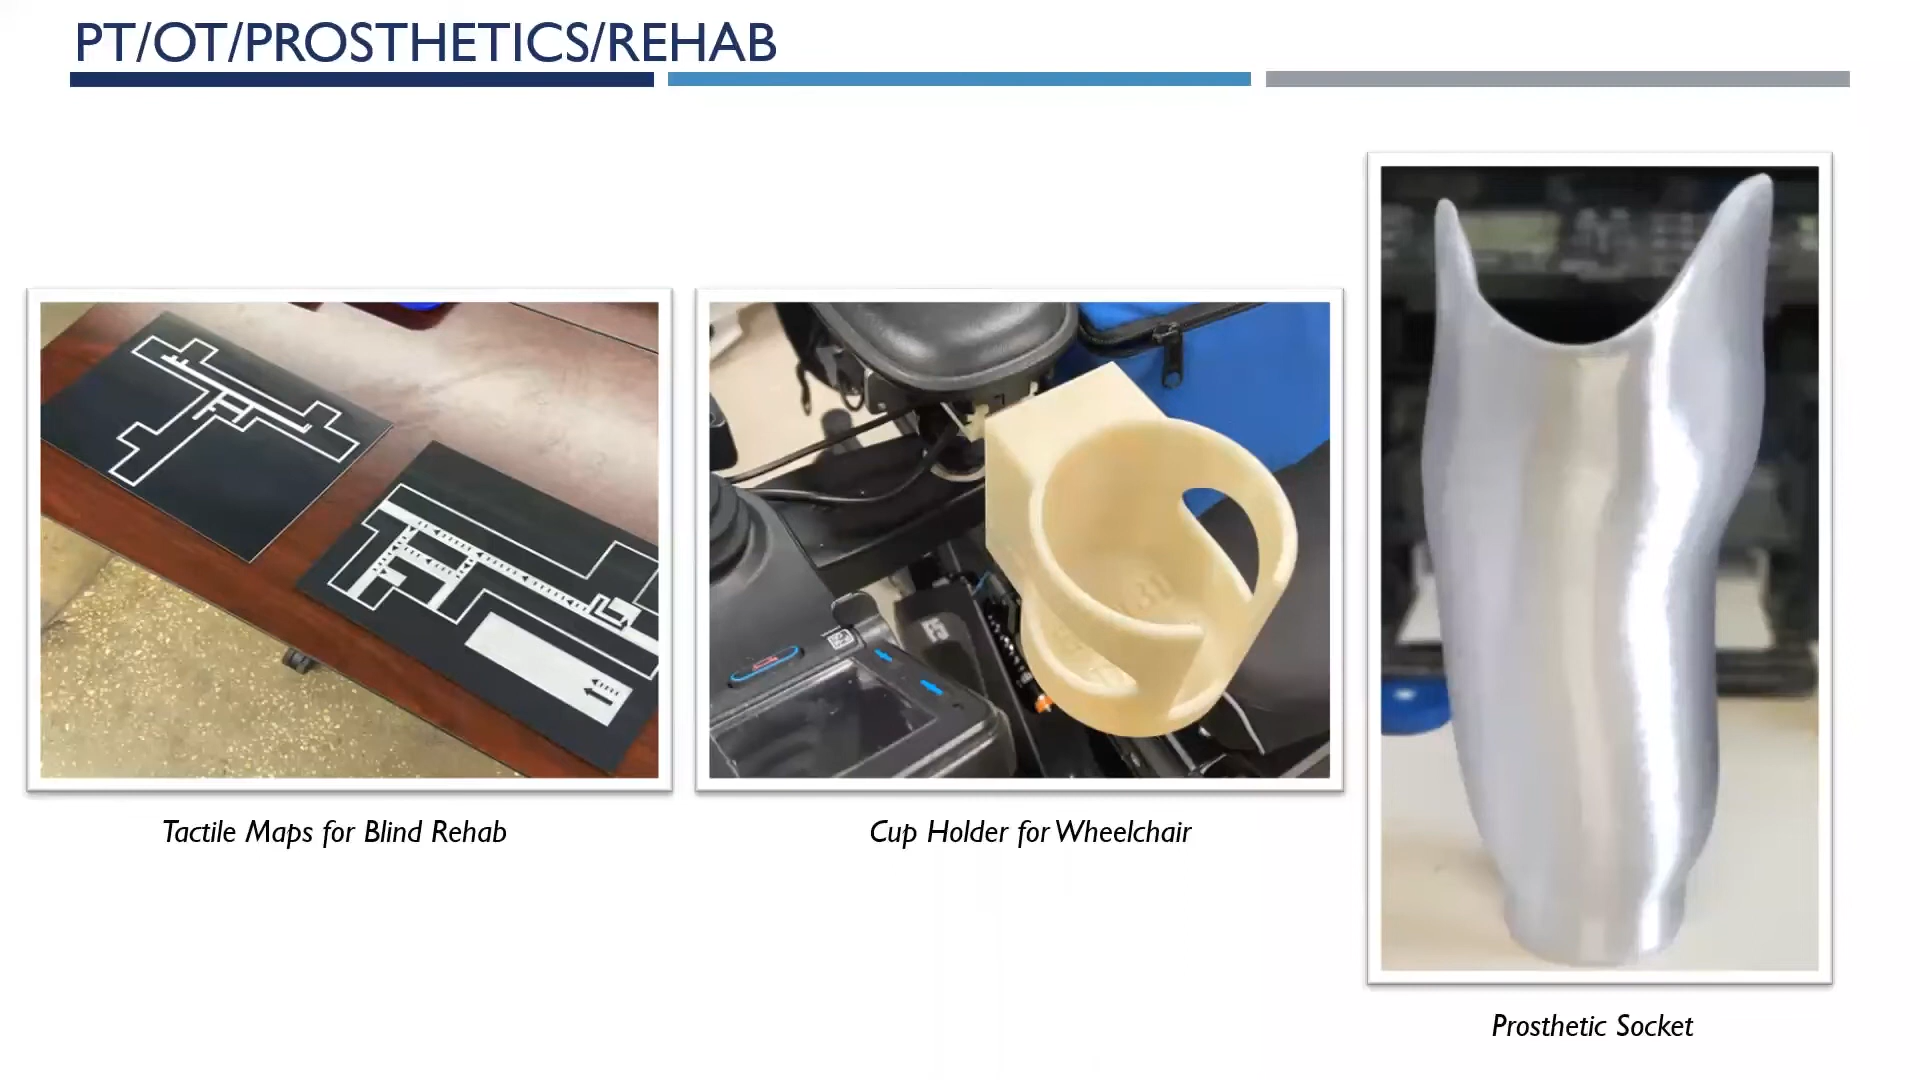 PT/OT/PROSTHETICS/REHAB
Tactile Maps for Blind Rehab
Cup Holder for Wheelchair
Prosthetic Socket